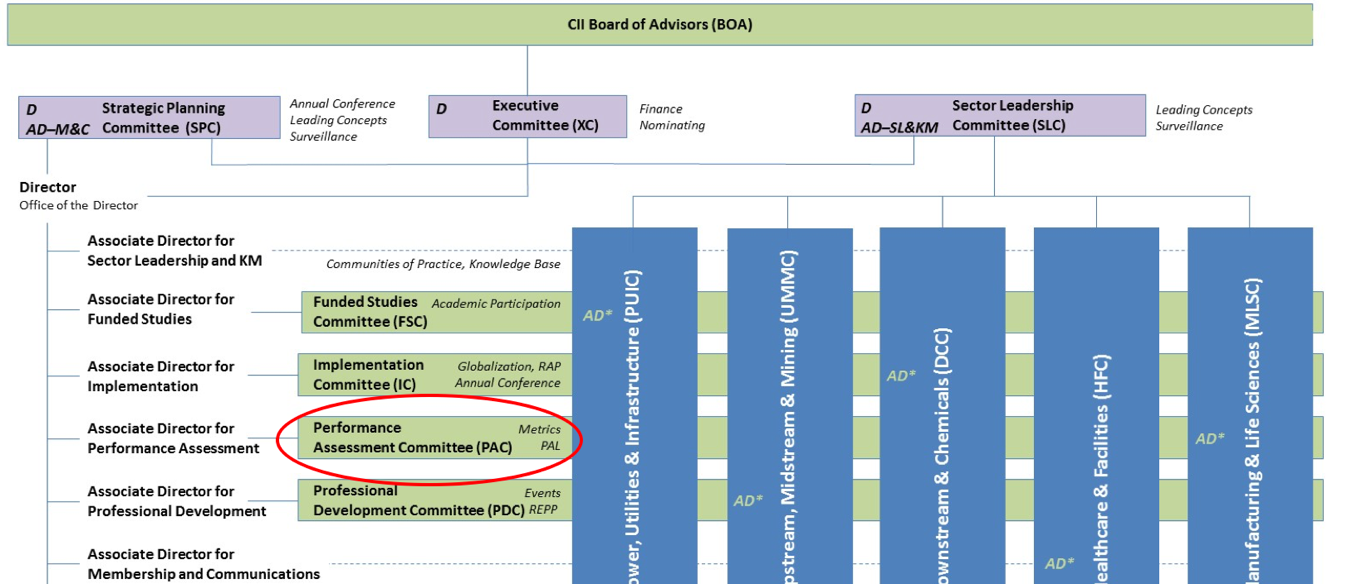 CII Board of Advisors (BOA)
D
AD–M&C
Strategic Planning
Committee (SPC)
Annual Conference
Leading Concepts
Surveillance
D
Executive
Committee (XC)
Finance
Nominating
D
AD–SL&KM
Sector Leadership
Committee (SLC)
Leading Concepts
Surveillance
Director
Office of the Director
Associate Director for
Sector Leadership and KM
Communities of Practice, Knowledge Base
Associate Director for
Funded Studies
Funded Studies
Committee (FSC)
Academic Participation
Associate Director for
Implementation
Implementation
Committee (IC)
Globalization, RAP
Annual Conference
Associate Director for
Performance Assessment
Performance
Assessment Committee (PAC)
Metrics
PAL
Associate Director for
Professional Development
Professional
Development Committee (PDC)
Events
REPP
Associate Director for
Membership and Communications
AD*
ower, Utilities & Infrastructure (PUIC)
AD*
pstream, Midstream & Mining (UMMC)
AD*
ownstream & Chemicals (DCC)
AD*
ealthcare & Facilities (HFC)
AD*
anufacturing & Life Sciences (MLSC)